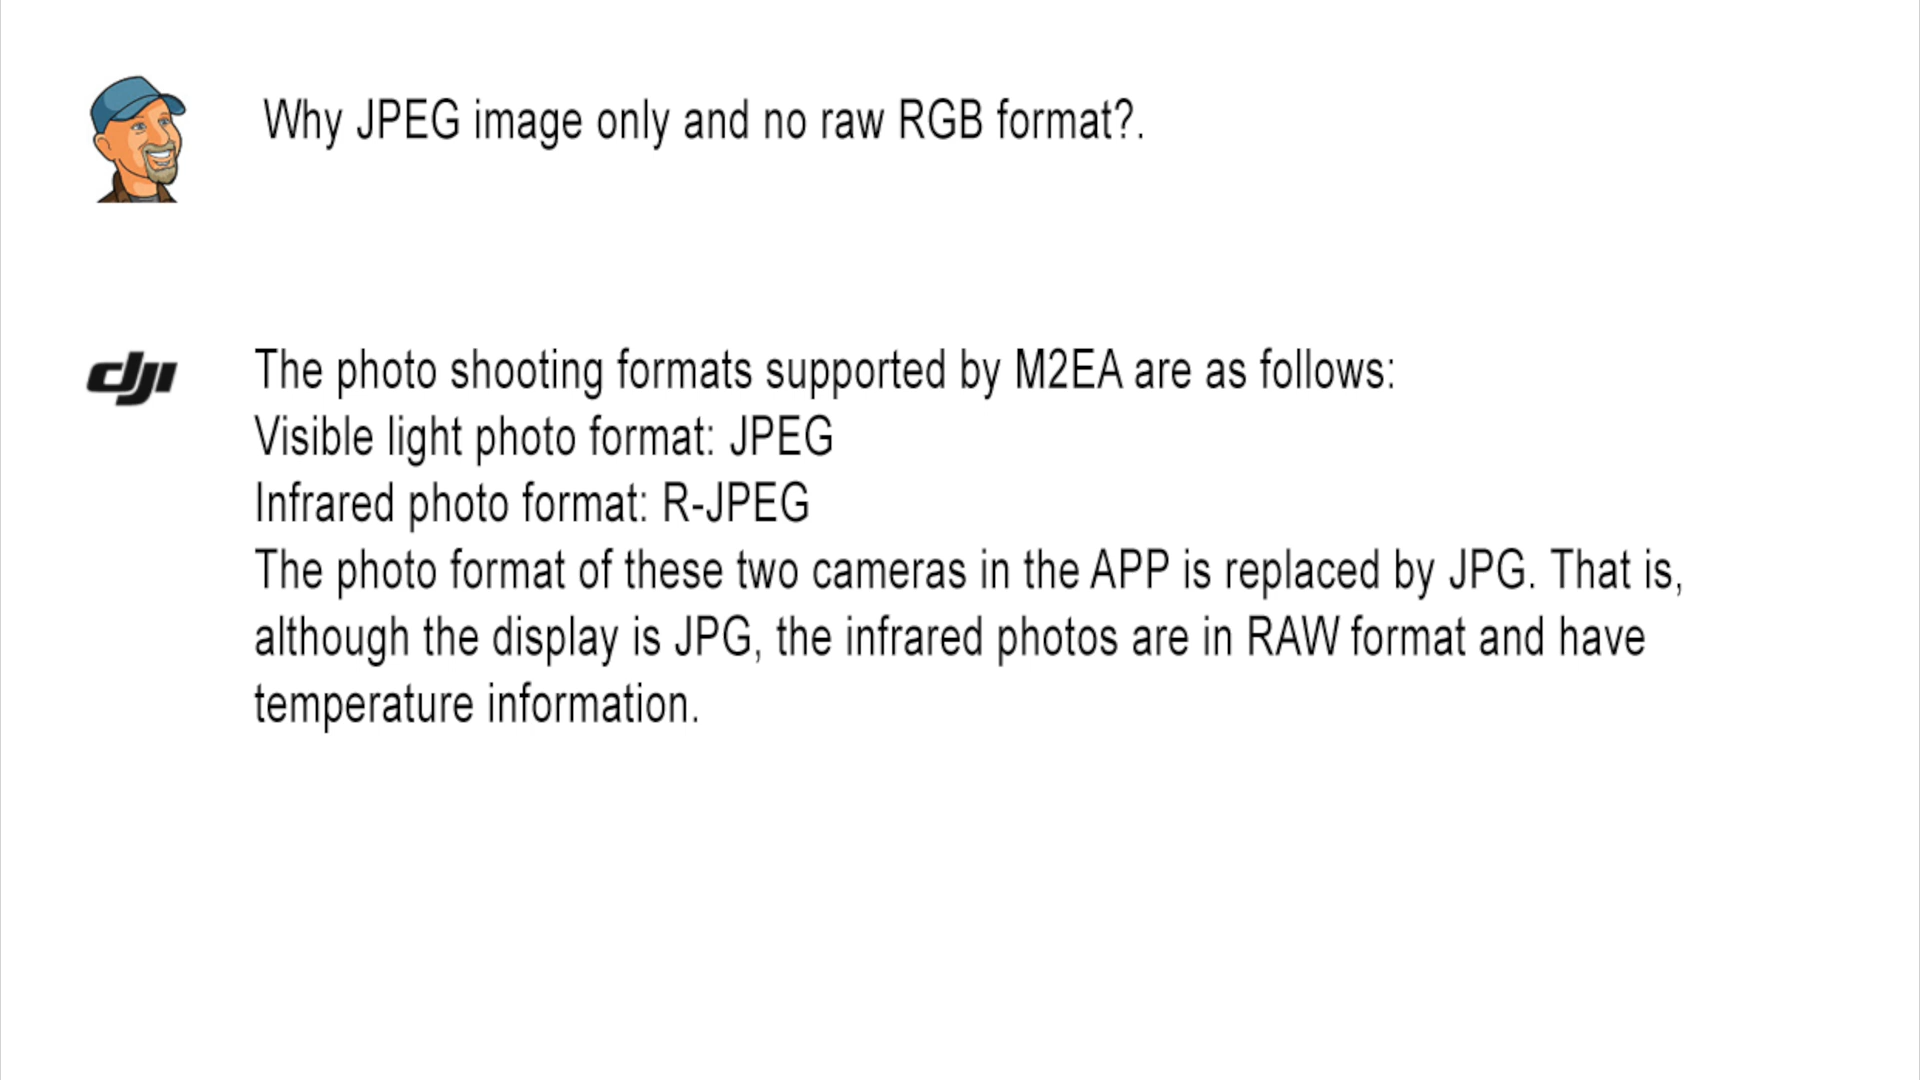 Why JPEG image only and no raw RGB format?.
dji
The photo shooting formats supported by M2EA are as follows:
Visible light photo format: JPEG
Infrared photo format: R-JPEG
The photo format of these two cameras in the APP is replaced by JPG. That is,
although the display is JPG, the infrared photos are in RAW format and have
temperature information.